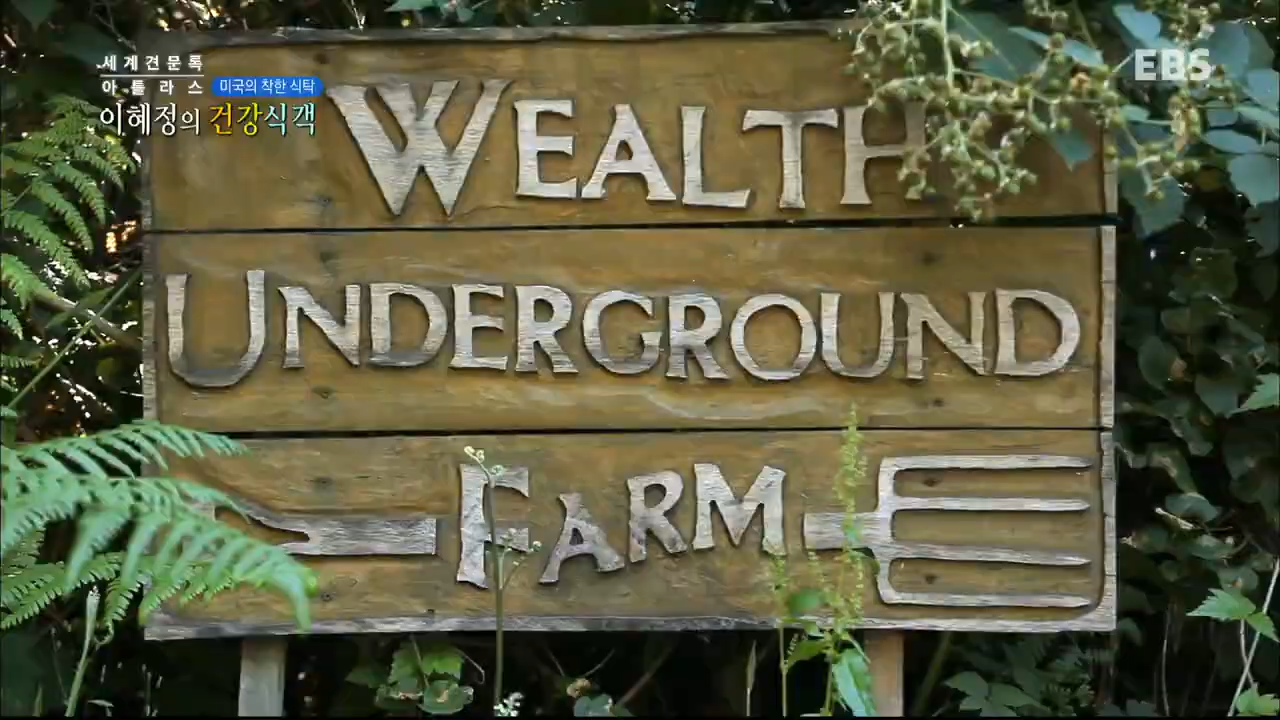 세계견문록
아틀라스 미국의 착한 식탁
이혜정의 건강식객
EBS
WEALTH
UNDERGROUND
FARM